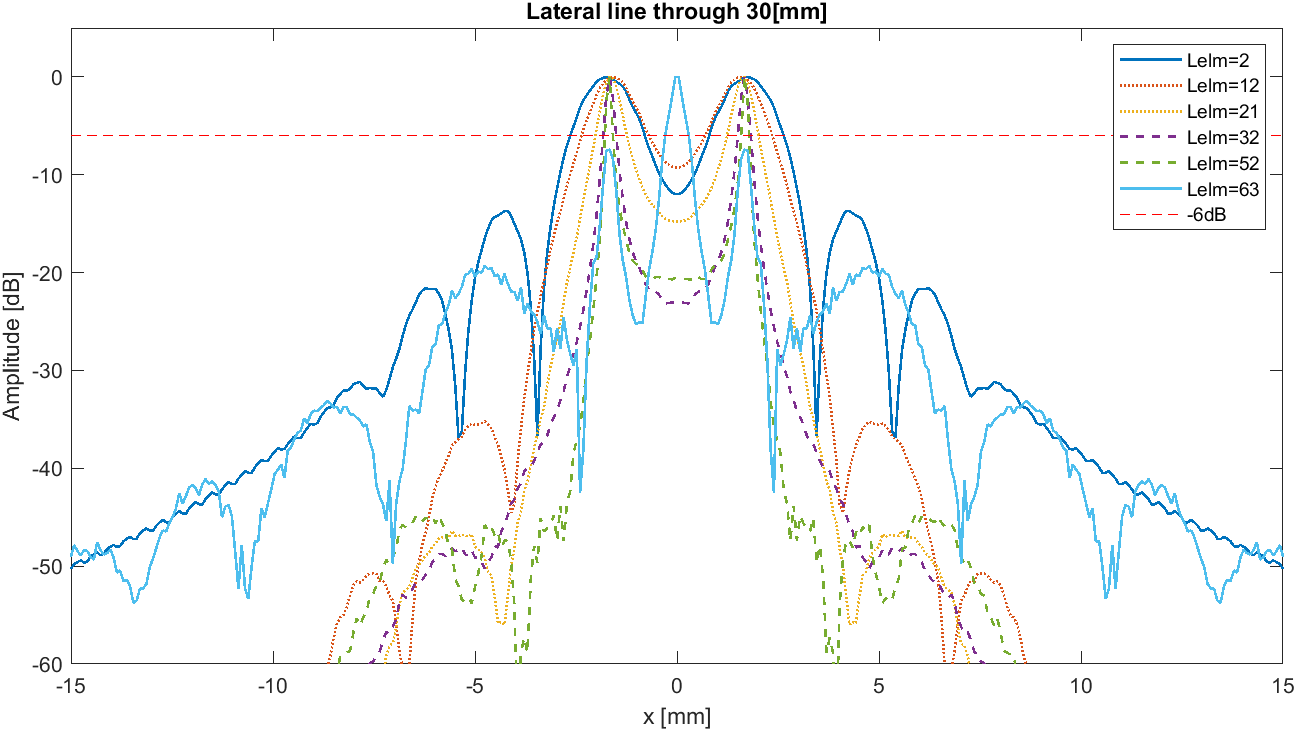 Lateral line through 30[mm]
Amplitude [dB]
0
-10
-20
-30
-40
-50
-60
-15
-10
-5
0
5
10
15
x [mm]
Lelm=2
Lelm=12
Lelm=21
Lelm=32
Lelm=52
Lelm=63
-6dB